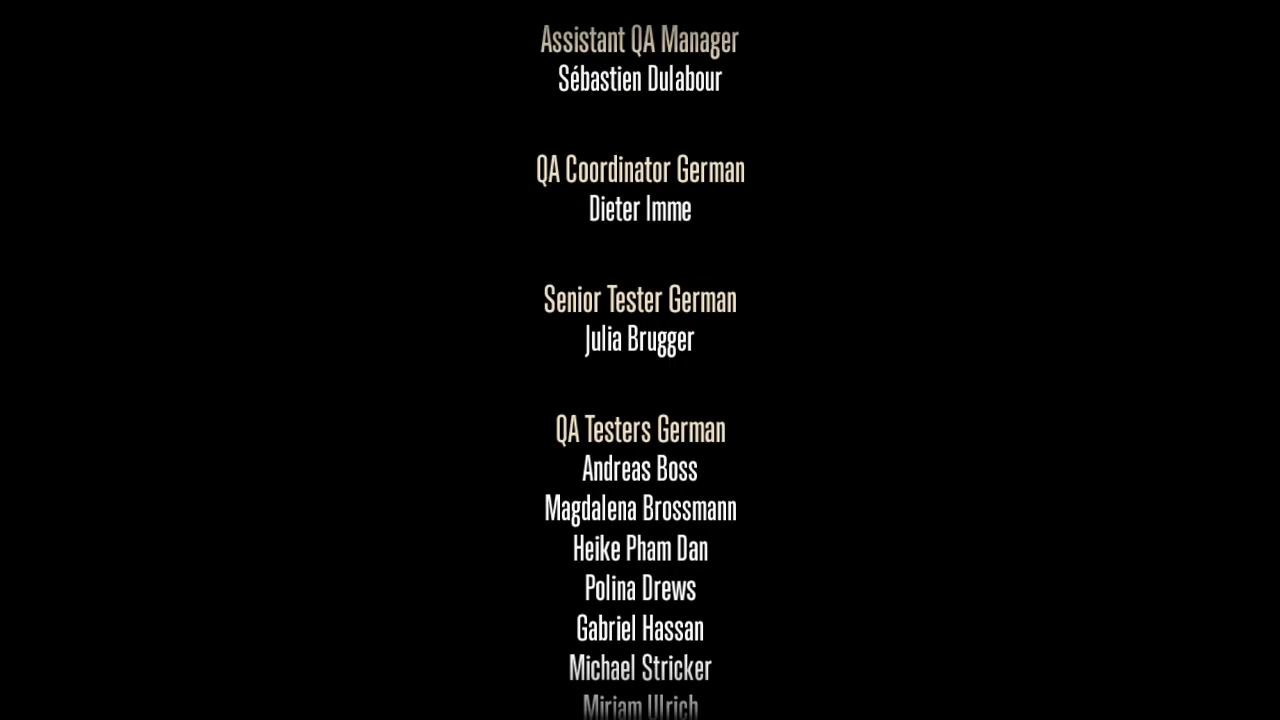 Assistant QA Manager
Sébastien Dulabour
QA Coordinator German
Dieter Imme
Senior Tester German
Julia Brugger
QA Testers German
Andreas Boss
Magdalena Brossmann
Heike Pham Dan
Polina Drews
Gabriel Hassan
Michael Stricker
Miriam Ulrich